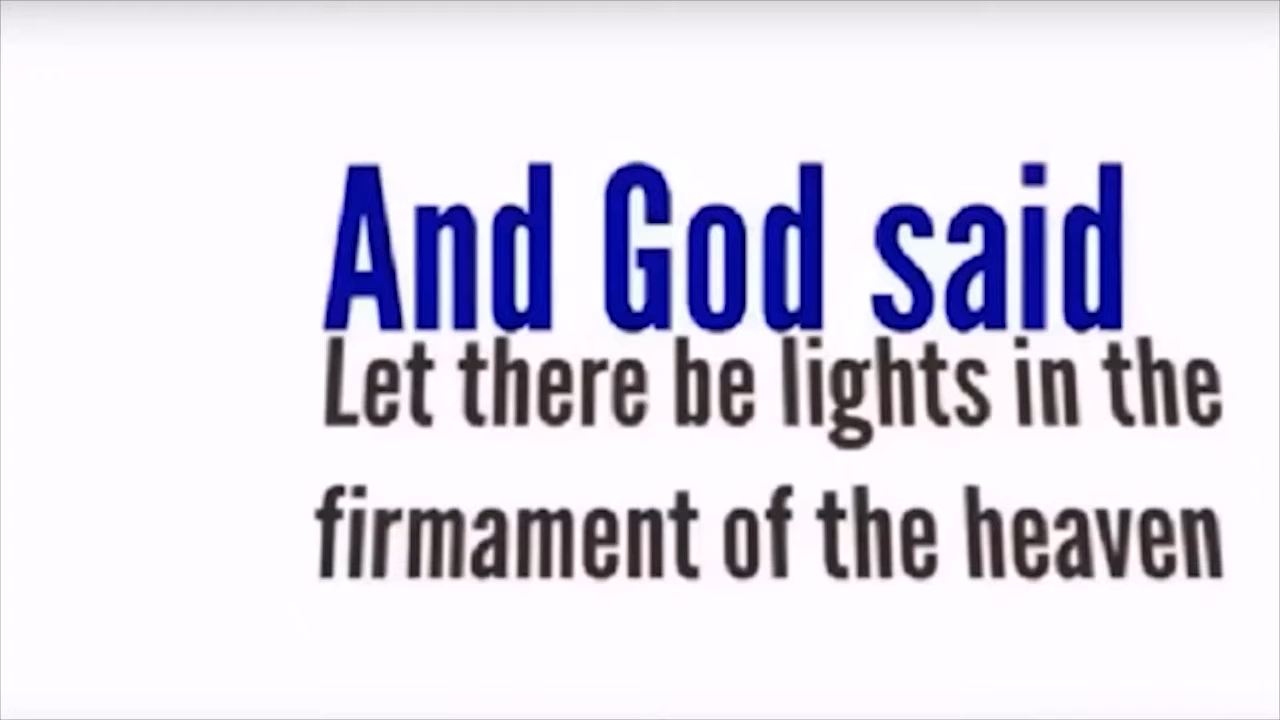 And God said
Let there be lights in the
firmament of the heaven